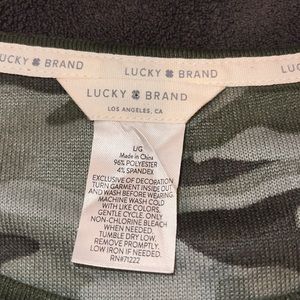 LUCKY BRAND LUCKY BRAND
LUCKY BRAND
LOS ANGELES, CA
L/G
Made in China
96% POLYESTER
4% SPANDEX
EXCLUSIVE OF DECORATION
TURN GARMENT INSIDE OUT
AND WASH BEFORE WEARING.
MACHINE WASH COLD
WITH LIKE COLORS,
GENTLE CYCLE. ONLY
NON-CHLORINE BLEACH
WHEN NEEDED.
TUMBLE DRY LOW.
REMOVE PROMPTLY.
LOW IRON IF NEEDED.
RN#71222